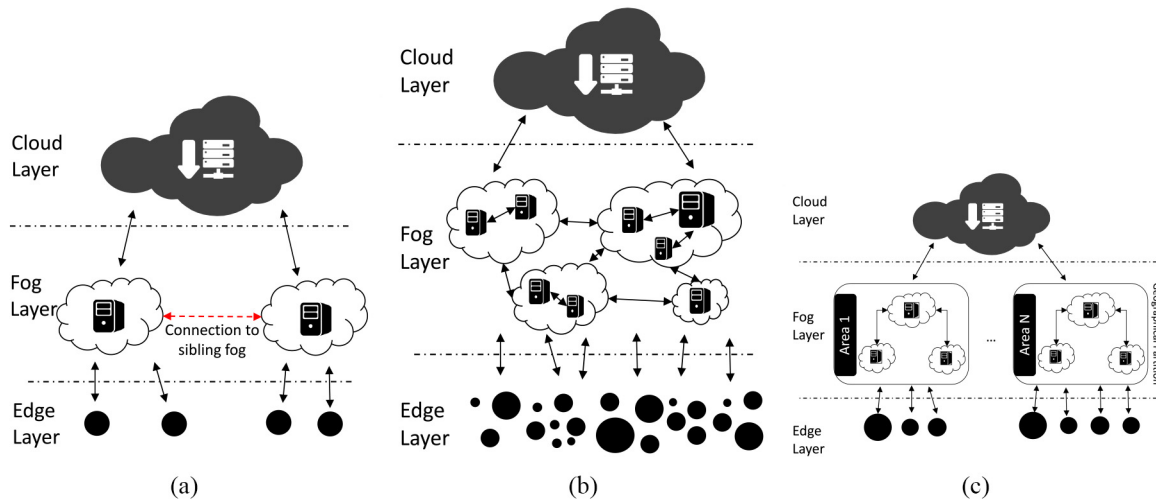 Cloud
Layer
Fog
Layer
Connection to
sibling fog
Edge
Layer
(a)
Cloud
Layer
Fog
Layer
Edge
Layer
(b)
Cloud
Layer
Fog
Layer
Area 1
...
Area N
Edge
Layer
(c)